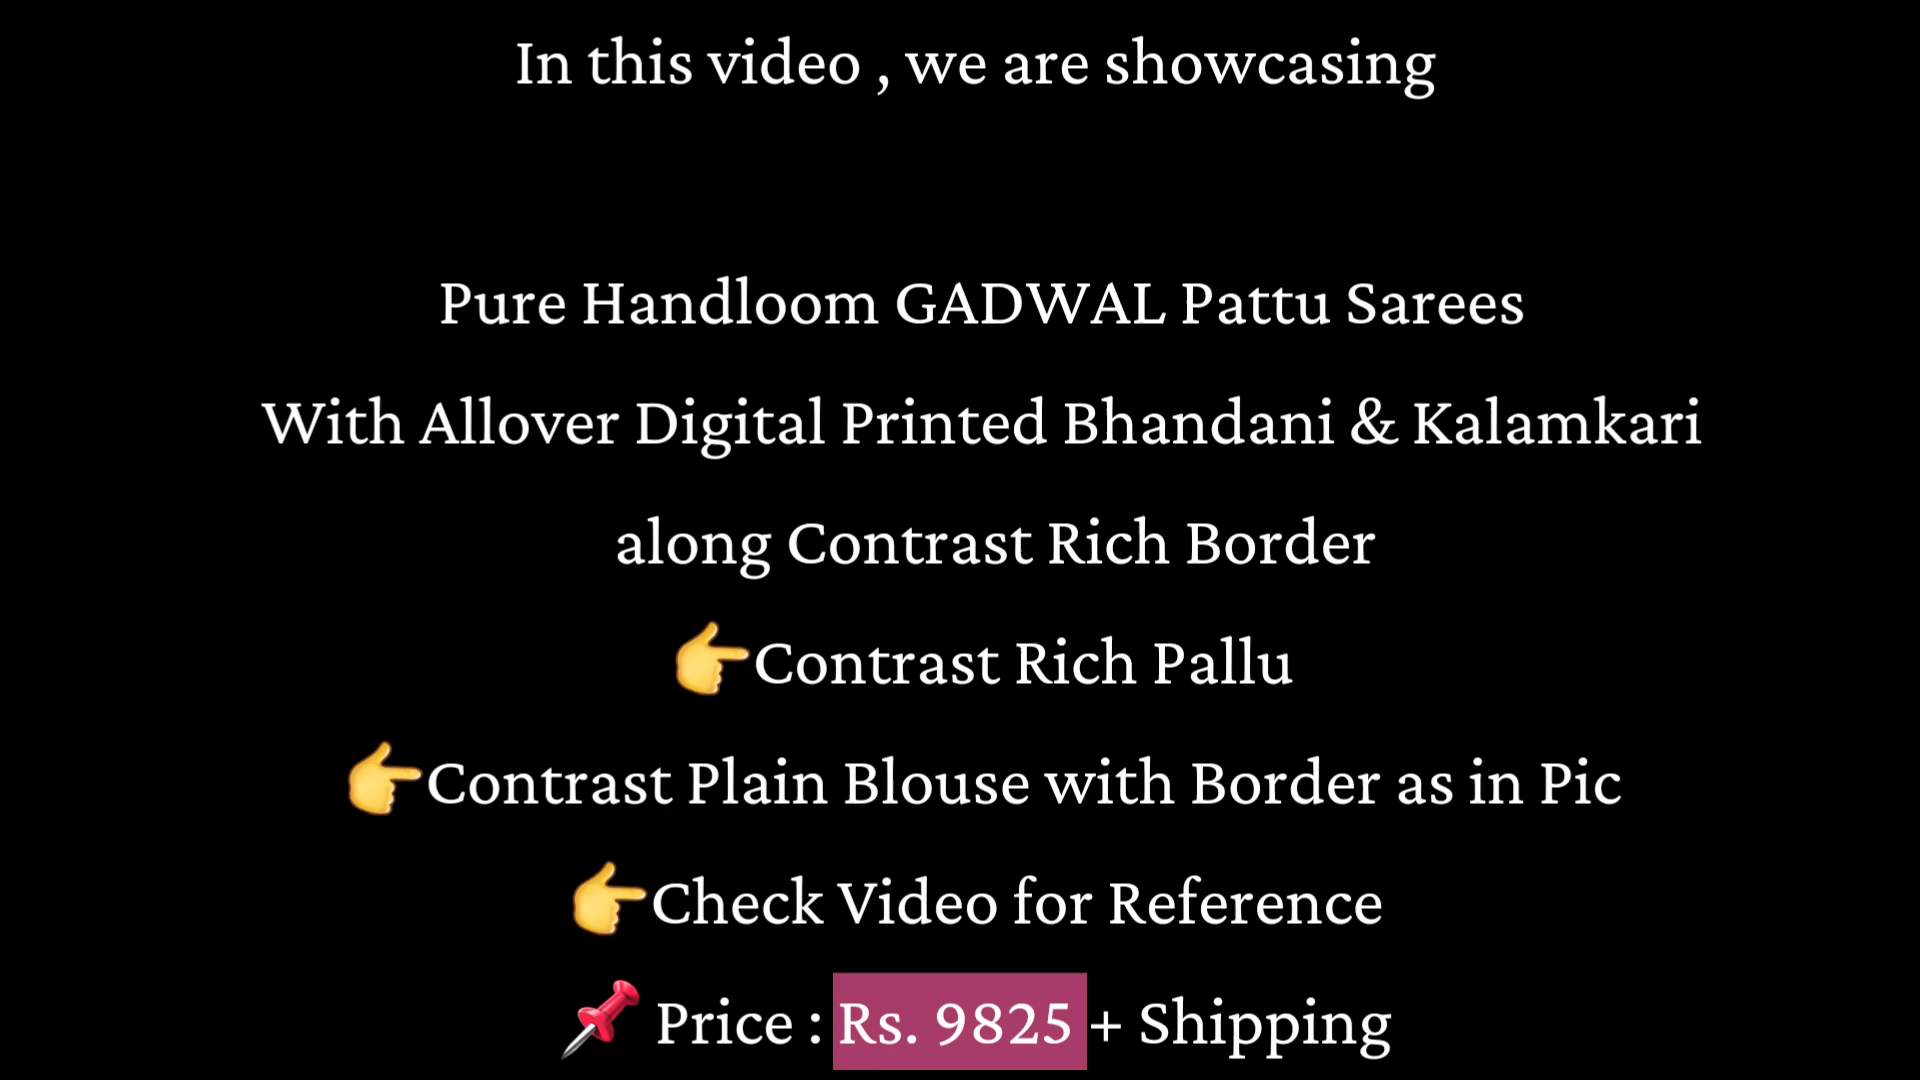 In this video , we are showcasing
Pure Handloom GADWAL Pattu Sarees
With Allover Digital Printed Bhandani & Kalamkari
along Contrast Rich Border
👉Contrast Rich Pallu
👉Contrast Plain Blouse with Border as in Pic
👉Check Video for Reference
📌 Price : Rs. 9825 + Shipping